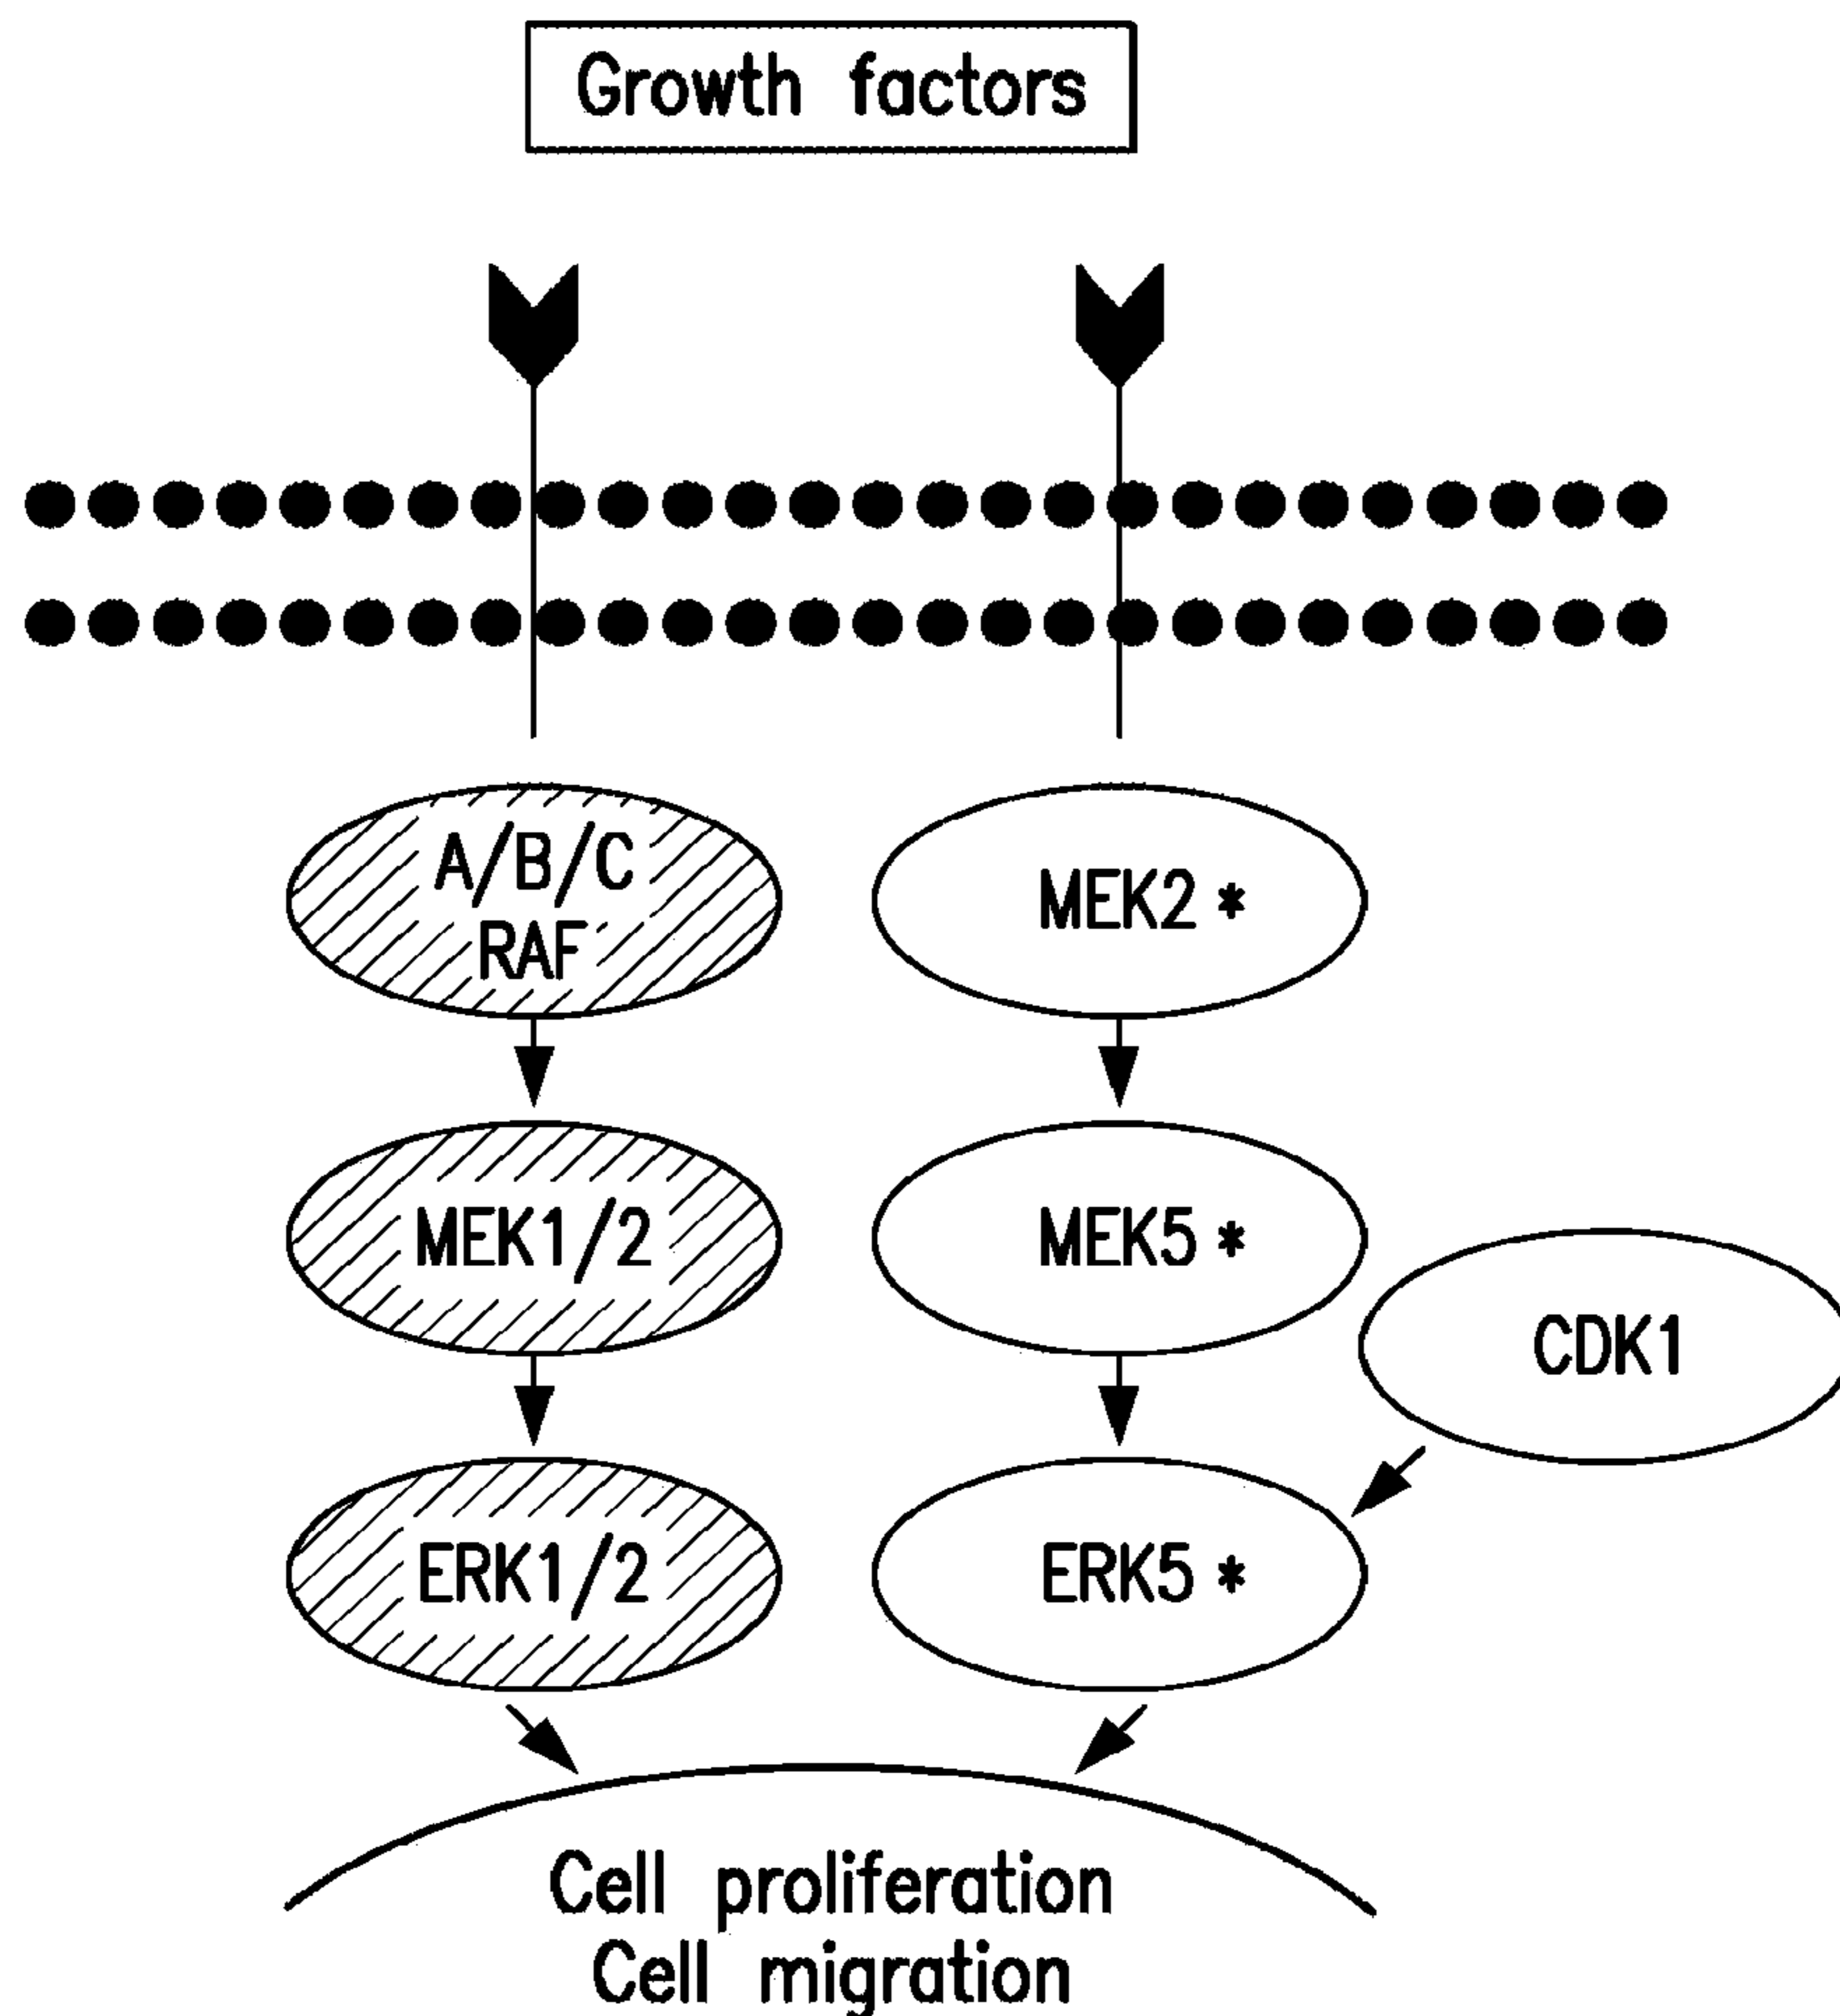 Growth factors
A/B/C
RAF
MEK2 *
MEK1/2
MEK5 *
CDK1
ERK1/2
ERK5 *
Cell proliferation
Cell migration